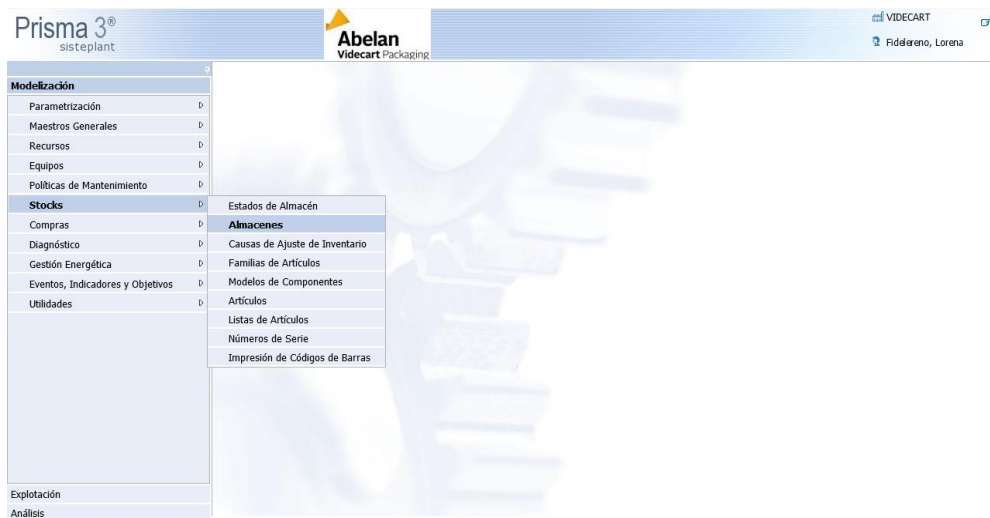 Prisma 3®
sisteplant
Abelan
Videcart Packaging
VIDECART
Fidelereno, Lorena
Modelización
Parametrización
Maestros Generales
Recursos
Equipos
Políticas de Mantenimiento
Stocks
Compras
Diagnóstico
Gestión Energética
Eventos, Indicadores y Objetivos
Utilidades
Estados de Almacén
Almacenes
Causas de Ajuste de Inventario
Familias de Artículos
Modelos de Componentes
Artículos
Listas de Artículos
Números de Serie
Impresión de Códigos de Barras
Explotación
Análisis